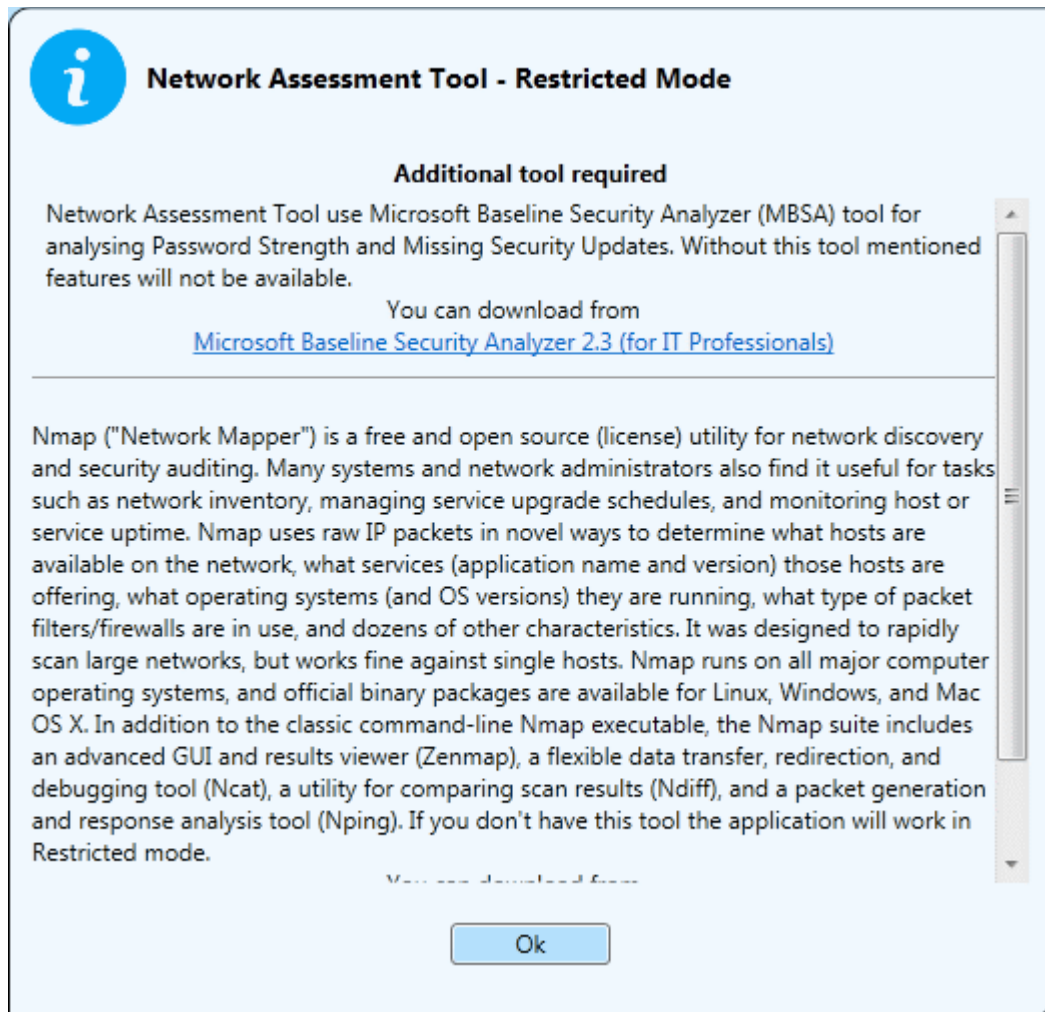 Network Assessment Tool - Restricted Mode
Additional tool required
Network Assessment Tool use Microsoft Baseline Security Analyzer (MBSA) tool for
analysing Password Strength and Missing Security Updates. Without this tool mentioned
features will not be available.
You can download from
Microsoft Baseline Security Analyzer 2.3 (for IT Professionals)
Nmap ("Network Mapper") is a free and open source (license) utility for network discovery
and security auditing. Many systems and network administrators also find it useful for tasks
such as network inventory, managing service upgrade schedules, and monitoring host or
service uptime. Nmap uses raw IP packets in novel ways to determine what hosts are
available on the network, what services (application name and version) those hosts are
offering, what operating systems (and OS versions) they are running, what type of packet
filters/firewalls are in use, and dozens of other characteristics. It was designed to rapidly
scan large networks, but works fine against single hosts. Nmap runs on all major computer
operating systems, and official binary packages are available for Linux, Windows, and Mac
OS X. In addition to the classic command-line Nmap executable, the Nmap suite includes
an advanced GUI and results viewer (Zenmap), a flexible data transfer, redirection, and
debugging tool (Ncat), a utility for comparing scan results (Ndiff), and a packet generation
and response analysis tool (Nping). If you don't have this tool the application will work in
Restricted mode.
You can download from
Ok